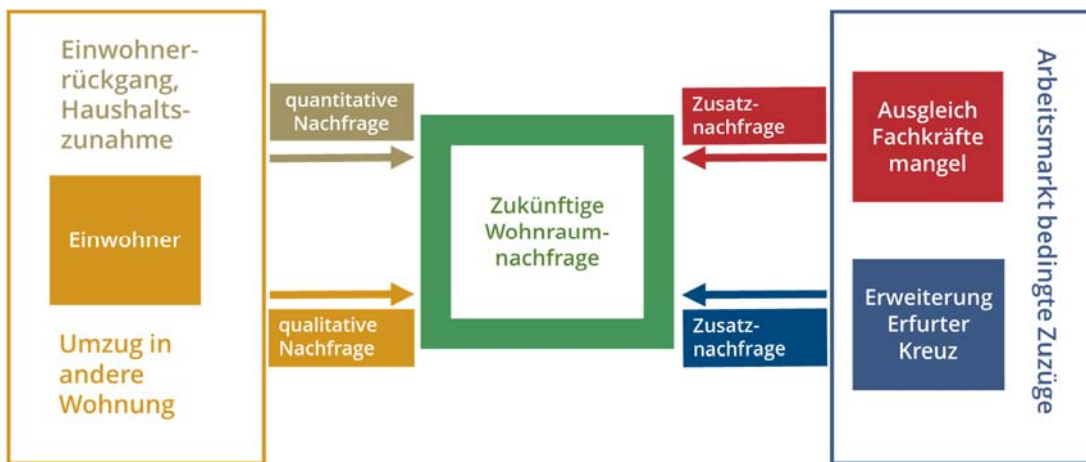 Einwohner-
rückgang,
Haushalts-
zunahme
Einwohner
Umzug in
andere
Wohnung
quantitative
Nachfrage
qualitative
Nachfrage
Zukünftige
Wohnraum-
nachfrage
Zusatz-
nachfrage
Zusatz-
nachfrage
Ausgleich
Fachkräfte
mangel
Erweiterung
Erfurter
Kreuz
Arbeitsmarkt bedingte Zuzüge